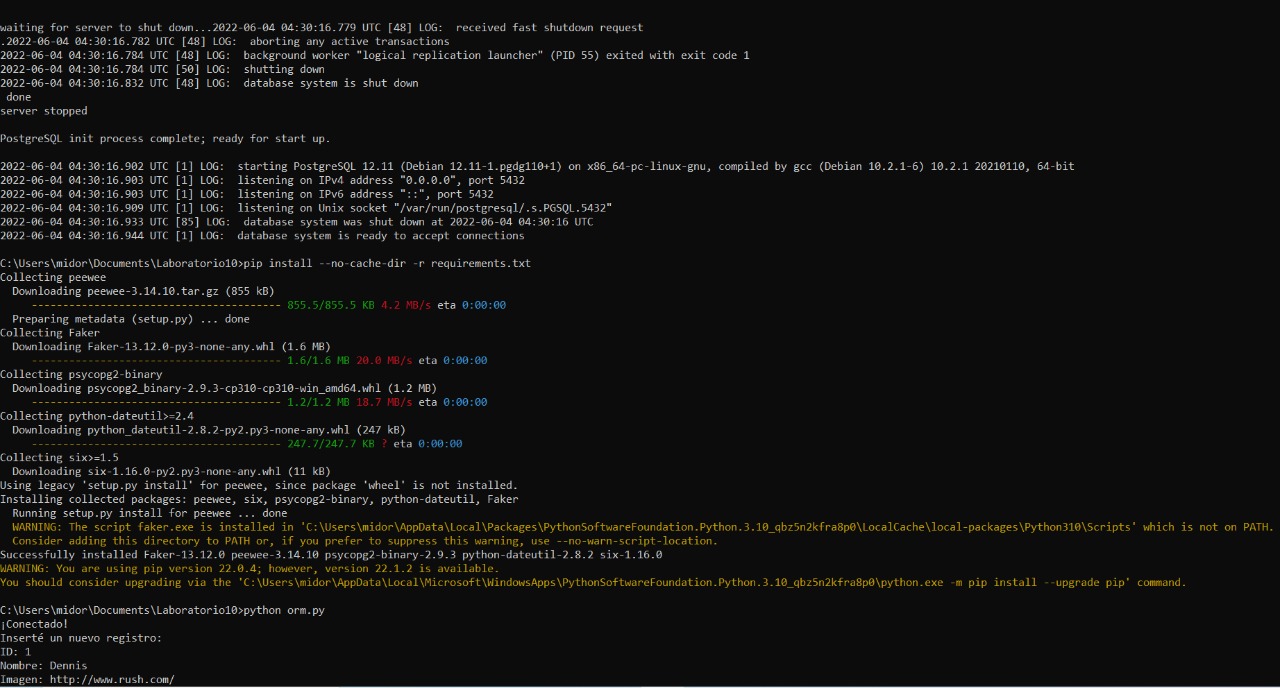 waiting for server to shut down...2022-06-04 04:30:16.779 UTC [48] LOG:  received fast shutdown request
.2022-06-04 04:30:16.782 UTC [48] LOG:  aborting any active transactions
2022-06-04 04:30:16.784 UTC [48] LOG:  background worker "logical replication launcher" (PID 55) exited with exit code 1
2022-06-04 04:30:16.784 UTC [50] LOG:  shutting down
2022-06-04 04:30:16.832 UTC [48] LOG:  database system is shut down
 done
server stopped
PostgreSQL init process complete; ready for start up.
2022-06-04 04:30:16.902 UTC [1] LOG:  starting PostgreSQL 12.11 (Debian 12.11-1.pgdg110+1) on x86_64-pc-linux-gnu, compiled by gcc (Debian 10.2.1-6) 10.2.1 20210110, 64-bit
2022-06-04 04:30:16.903 UTC [1] LOG:  listening on IPv4 address "0.0.0.0", port 5432
2022-06-04 04:30:16.903 UTC [1] LOG:  listening on IPv6 address "::", port 5432
2022-06-04 04:30:16.909 UTC [1] LOG:  listening on Unix socket "/var/run/postgresql/.s.PGSQL.5432"
2022-06-04 04:30:16.933 UTC [85] LOG:  database system was shut down at 2022-06-04 04:30:16 UTC
2022-06-04 04:30:16.944 UTC [1] LOG:  database system is ready to accept connections
C:\Users\midor\Documents\Laboratorio10>pip install --no-cache-dir -r requirements.txt
Collecting peewee
  Downloading peewee-3.14.10.tar.gz (855 kB)
     ---------------------------------------- 855.5/855.5 KB 4.2 MB/s eta 0:00:00
  Preparing metadata (setup.py) ... done
Collecting Faker
  Downloading Faker-13.12.0-py3-none-any.whl (1.6 MB)
     ---------------------------------------- 1.6/1.6 MB 20.0 MB/s eta 0:00:00
Collecting psycopg2-binary
  Downloading psycopg2_binary-2.9.3-cp310-cp310-win_amd64.whl (1.2 MB)
     ---------------------------------------- 1.2/1.2 MB 18.7 MB/s eta 0:00:00
Collecting python-dateutil>=2.4
  Downloading python_dateutil-2.8.2-py2.py3-none-any.whl (247 kB)
     ---------------------------------------- 247.7/247.7 KB ? eta 0:00:00
Collecting six>=1.5
  Downloading six-1.16.0-py2.py3-none-any.whl (11 kB)
Using legacy 'setup.py install' for peewee, since package 'wheel' is not installed.
Installing collected packages: peewee, six, psycopg2-binary, python-dateutil, Faker
  Running setup.py install for peewee ... done
  WARNING: The script faker.exe is installed in 'C:\Users\midor\AppData\Local\Packages\PythonSoftwareFoundation.Python.3.10_qbz5n2kfra8p0\LocalCache\local-packages\Python310\Scripts' which is not on PATH.
  Consider adding this directory to PATH or, if you prefer to suppress this warning, use --no-warn-script-location.
Successfully installed Faker-13.12.0 peewee-3.14.10 psycopg2-binary-2.9.3 python-dateutil-2.8.2 six-1.16.0
WARNING: You are using pip version 22.0.4; however, version 22.1.2 is available.
You should consider upgrading via the 'C:\Users\midor\AppData\Local\Microsoft\WindowsApps\PythonSoftwareFoundation.Python.3.10_qbz5n2kfra8p0\python.exe -m pip install --upgrade pip' command.
C:\Users\midor\Documents\Laboratorio10>python orm.py
¡Conectado!
Inserté un nuevo registro:
ID: 1
Nombre: Dennis
Imagen: http://www.rush.com/